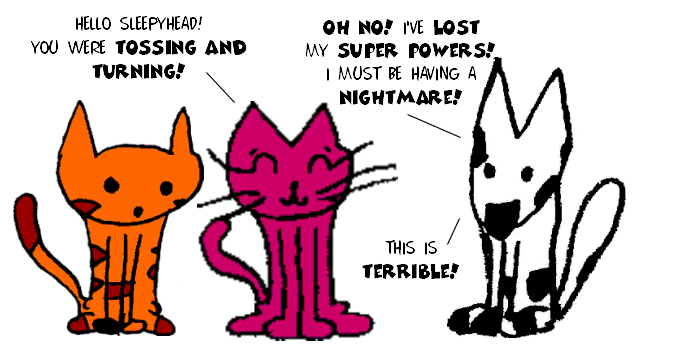 HELLO SLEEPYHEAD!
YOU WERE TOSSING AND
TURNING!
OH NO! I'VE LOST
MY SUPER POWERS!
I MUST BE HAVING A
NIGHTMARE!
THIS IS
TERRIBLE!